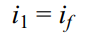 i₁ = i_f